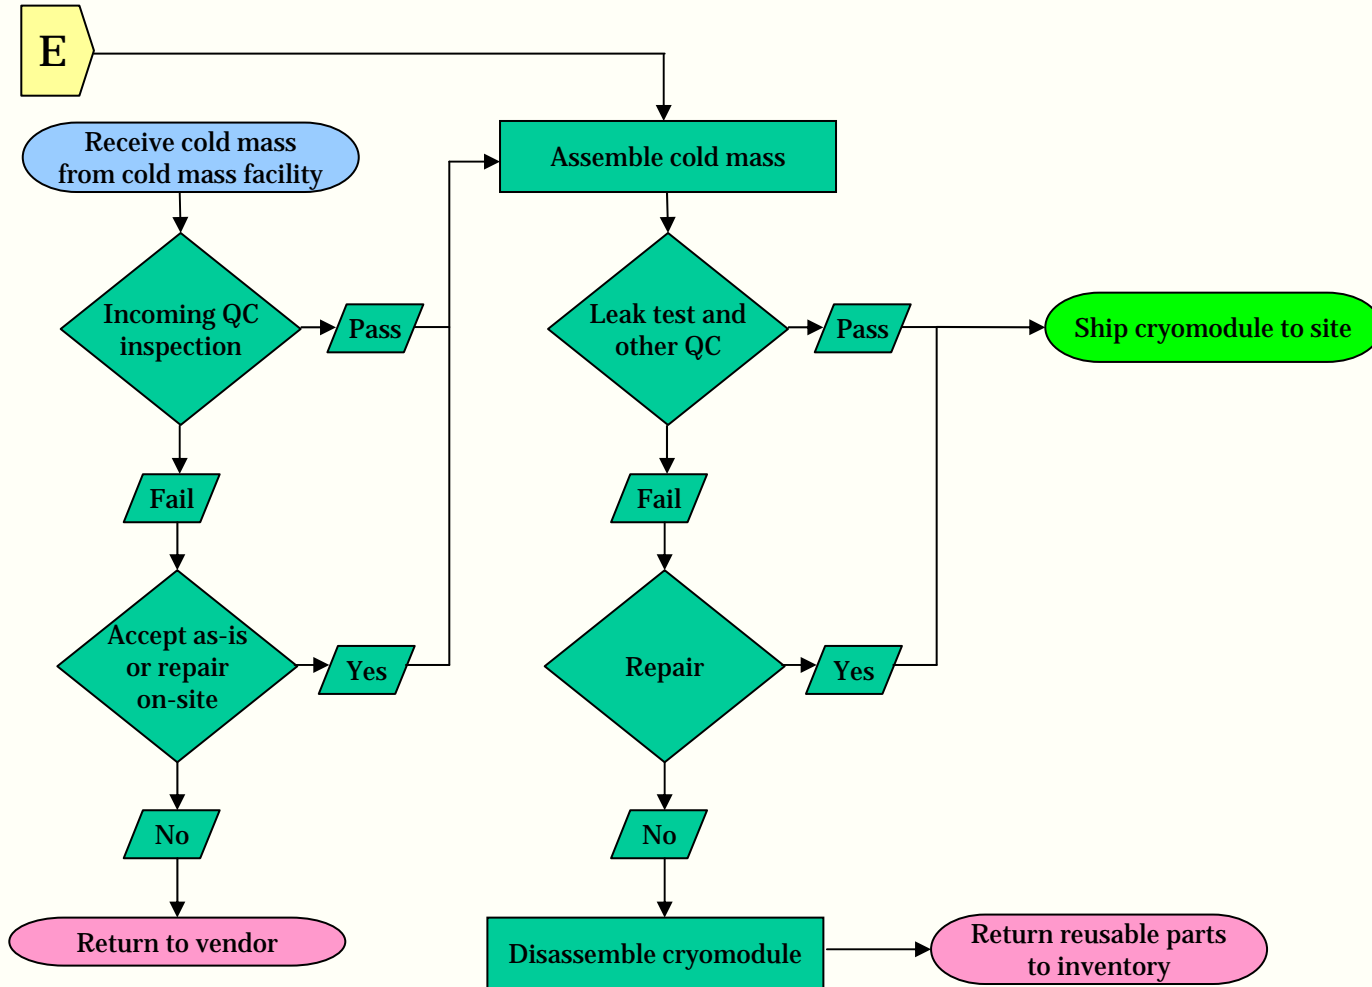 E
Receive cold mass
from cold mass facility
Assemble cold mass
Incoming QC
inspection
Pass
Leak test and
other QC
Pass
Ship cryomodule to site
Fail
Fail
Accept as-is
or repair
on-site
Yes
Repair
Yes
No
No
Return to vendor
Disassemble cryomodule
Return reusable parts
to inventory